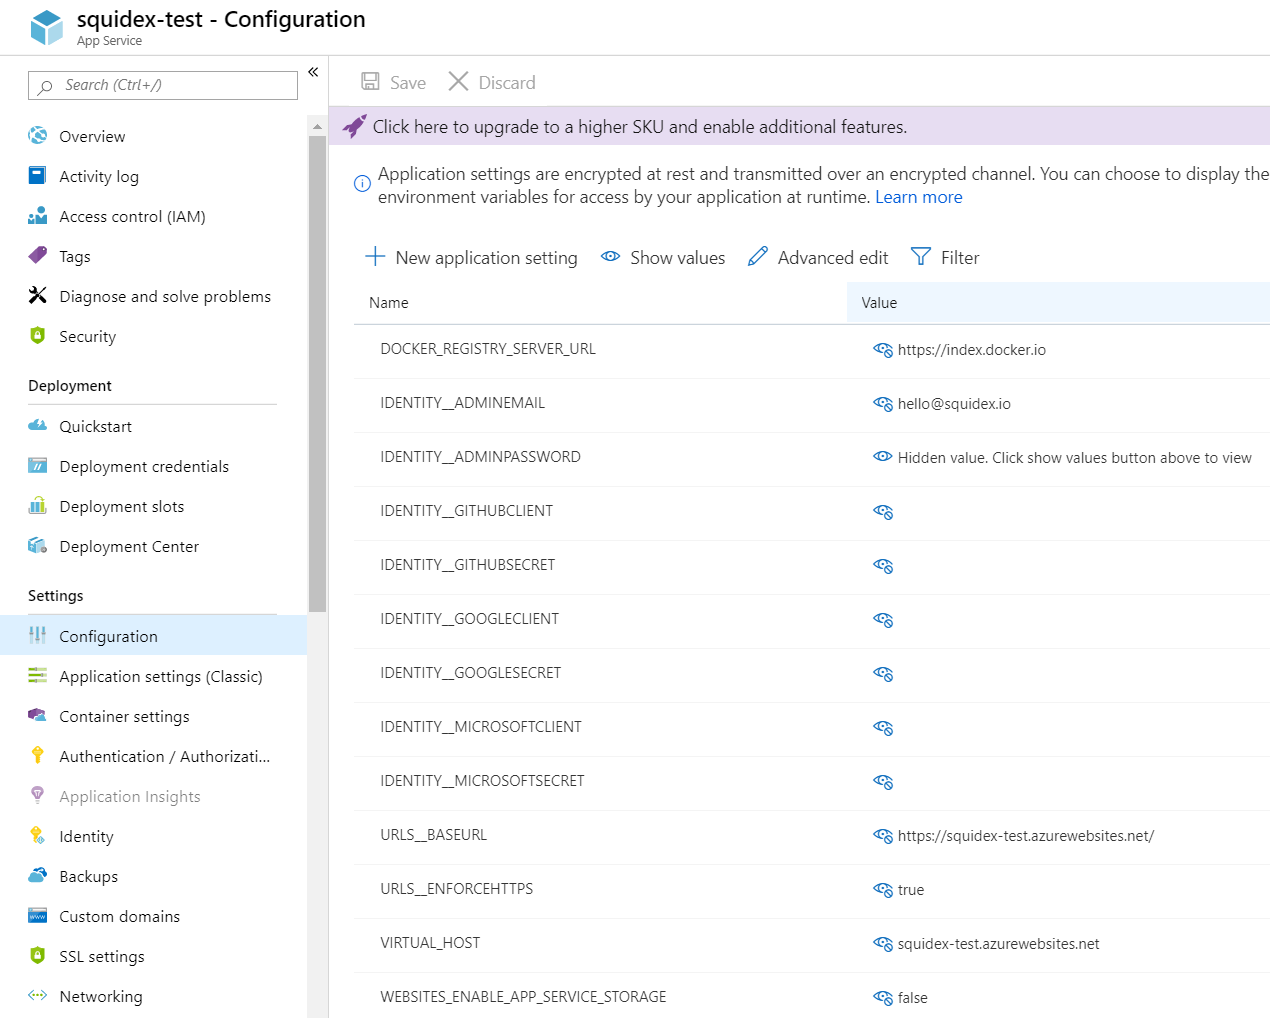 squidex-test - Configuration
App Service
Search (Ctrl+/)
«
Overview
Activity log
Access control (IAM)
Tags
Diagnose and solve problems
Security
Deployment
Quickstart
Deployment credentials
Deployment slots
Deployment Center
Settings
Configuration
Application settings (Classic)
Container settings
Authentication / Authorizati...
Application Insights
Identity
Backups
Custom domains
SSL settings
Networking
Save Discard
Click here to upgrade to a higher SKU and enable additional features.
Application settings are encrypted at rest and transmitted over an encrypted channel. You can choose to display the
environment variables for access by your application at runtime. Learn more
New application setting Show values Advanced edit Filter
Name Value
DOCKER_REGISTRY_SERVER_URL https://index.docker.io
IDENTITY__ADMINEMAIL hello@squidex.io
IDENTITY__ADMINPASSWORD Hidden value. Click show values button above to view
IDENTITY__GITHUBCLIENT
IDENTITY__GITHUBSECRET
IDENTITY__GOOGLECLIENT
IDENTITY__GOOGLESECRET
IDENTITY__MICROSOFTCLIENT
IDENTITY__MICROSOFTSECRET
URLS__BASEURL https://squidex-test.azurewebsites.net/
URLS__ENFORCEHTTPS true
VIRTUAL_HOST squidex-test.azurewebsites.net
WEBSITES_ENABLE_APP_SERVICE_STORAGE false